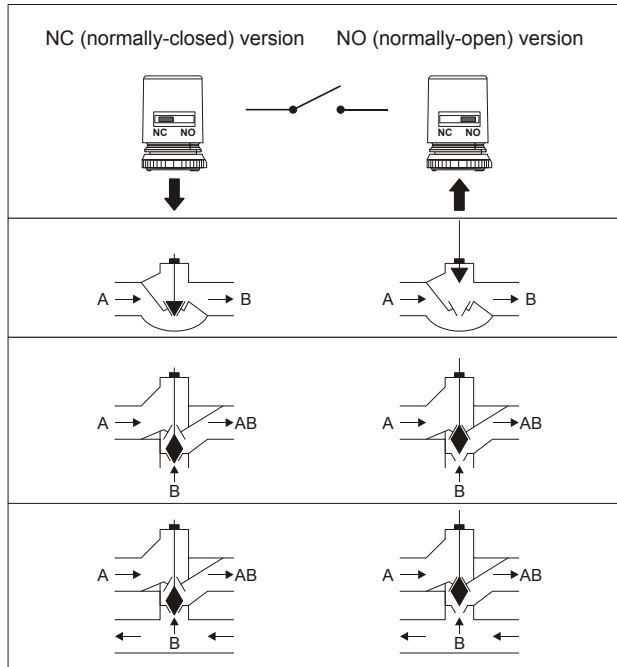 NC (normally-closed) version NO (normally-open) version
NC NO NC NO
A B A B
A AB A AB
B B
A AB A AB
B B